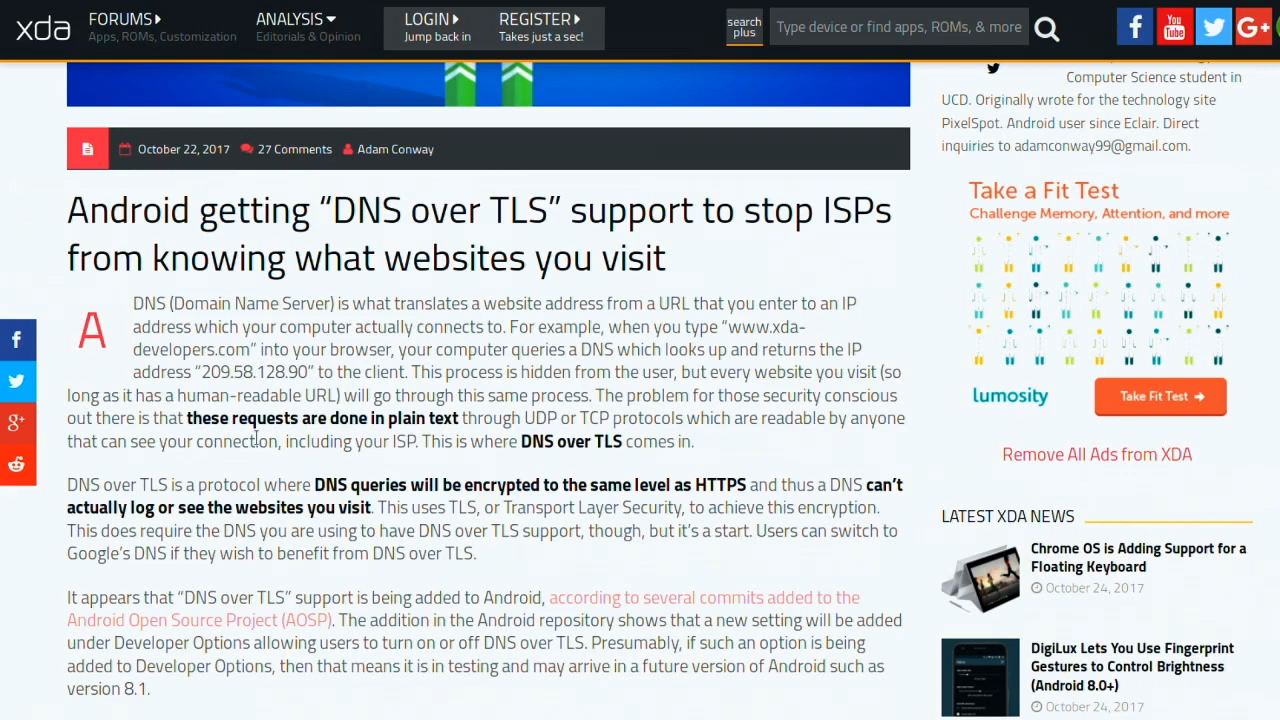 xda
FORUMS
Apps, ROMs, Customization
ANALYSIS
Editorials & Opinion
LOGIN
Jump back in
REGISTER
Takes just a sec!
search
plus
Type device or find apps, ROMs, & more
f
You
Tube
G+
Computer Science student in
UCD. Originally wrote for the technology site
PixelSpot. Android user since Eclair. Direct
inquiries to adamconway99@gmail.com.
October 22, 2017 27 Comments Adam Conway
Android getting “DNS over TLS” support to stop ISPs
from knowing what websites you visit
A
DNS (Domain Name Server) is what translates a website address from a URL that you enter to an IP
address which your computer actually connects to. For example, when you type “www.xda-
developers.com” into your browser, your computer queries a DNS which looks up and returns the IP
address “209.58.128.90” to the client. This process is hidden from the user, but every website you visit (so
long as it has a human-readable URL) will go through this same process. The problem for those security conscious
out there is that these requests are done in plain text through UDP or TCP protocols which are readable by anyone
that can see your connection, including your ISP. This is where DNS over TLS comes in.
DNS over TLS is a protocol where DNS queries will be encrypted to the same level as HTTPS and thus a DNS can’t
actually log or see the websites you visit. This uses TLS, or Transport Layer Security, to achieve this encryption.
This does require the DNS you are using to have DNS over TLS support, though, but it’s a start. Users can switch to
Google’s DNS if they wish to benefit from DNS over TLS.
It appears that “DNS over TLS” support is being added to Android, according to several commits added to the
Android Open Source Project (AOSP). The addition in the Android repository shows that a new setting will be added
under Developer Options allowing users to turn on or off DNS over TLS. Presumably, if such an option is being
added to Developer Options, then that means it is in testing and may arrive in a future version of Android such as
version 8.1.
f
g+
Take a Fit Test
Challenge Memory, Attention, and more
lumosity
Take Fit Test
Remove All Ads from XDA
LATEST XDA NEWS
Chrome OS is Adding Support for a
Floating Keyboard
October 24, 2017
DigiLux Lets You Use Fingerprint
Gestures to Control Brightness
(Android 8.0+)
October 24, 2017